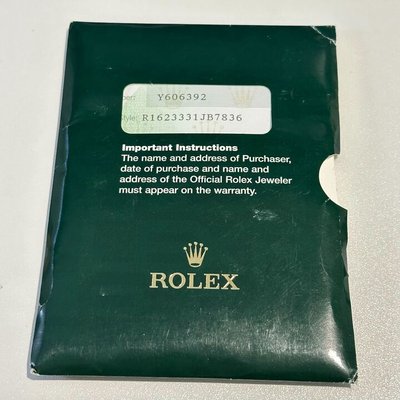 Y606392
Style: R1623331JB7836
Important Instructions
The name and address of Purchaser,
date of purchase and name and
address of the Official Rolex Jeweler
must appear on the warranty.
ROLEX